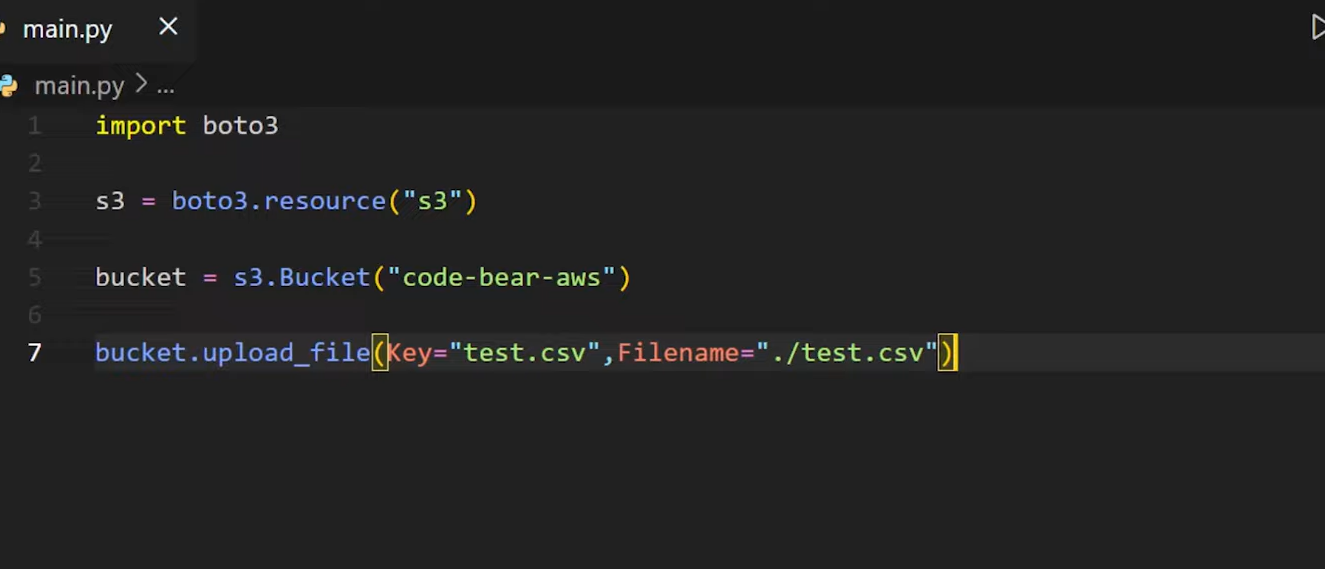 main.py ×
main.py > ...
1 import boto3
2
3 s3 = boto3.resource("s3")
4
5 bucket = s3.Bucket("code-bear-aws")
6
7 bucket.upload_file(Key="test.csv",Filename="./test.csv")